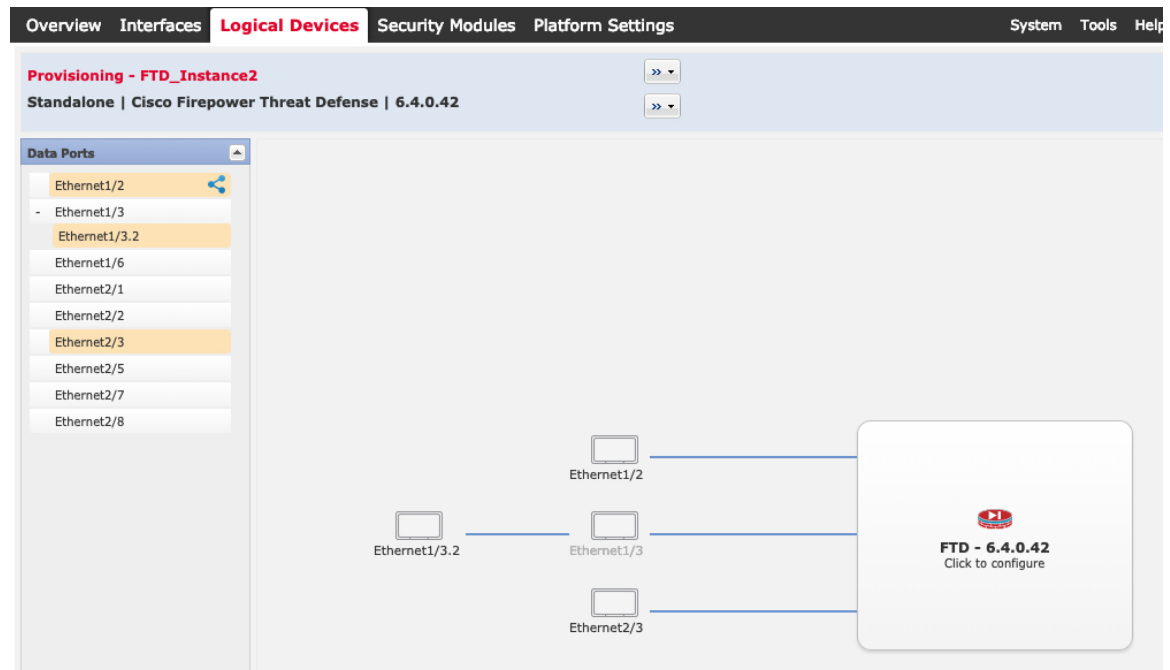 Overview Interfaces Logical Devices Security Modules Platform Settings System Tools Help
Provisioning - FTD_Instance2
Standalone | Cisco Firepower Threat Defense | 6.4.0.42
Data Ports
Ethernet1/2
- Ethernet1/3
Ethernet1/3.2
Ethernet1/6
Ethernet2/1
Ethernet2/2
Ethernet2/3
Ethernet2/5
Ethernet2/7
Ethernet2/8
Ethernet1/2
Ethernet1/3.2
Ethernet1/3
Ethernet2/3
FTD - 6.4.0.42
Click to configure